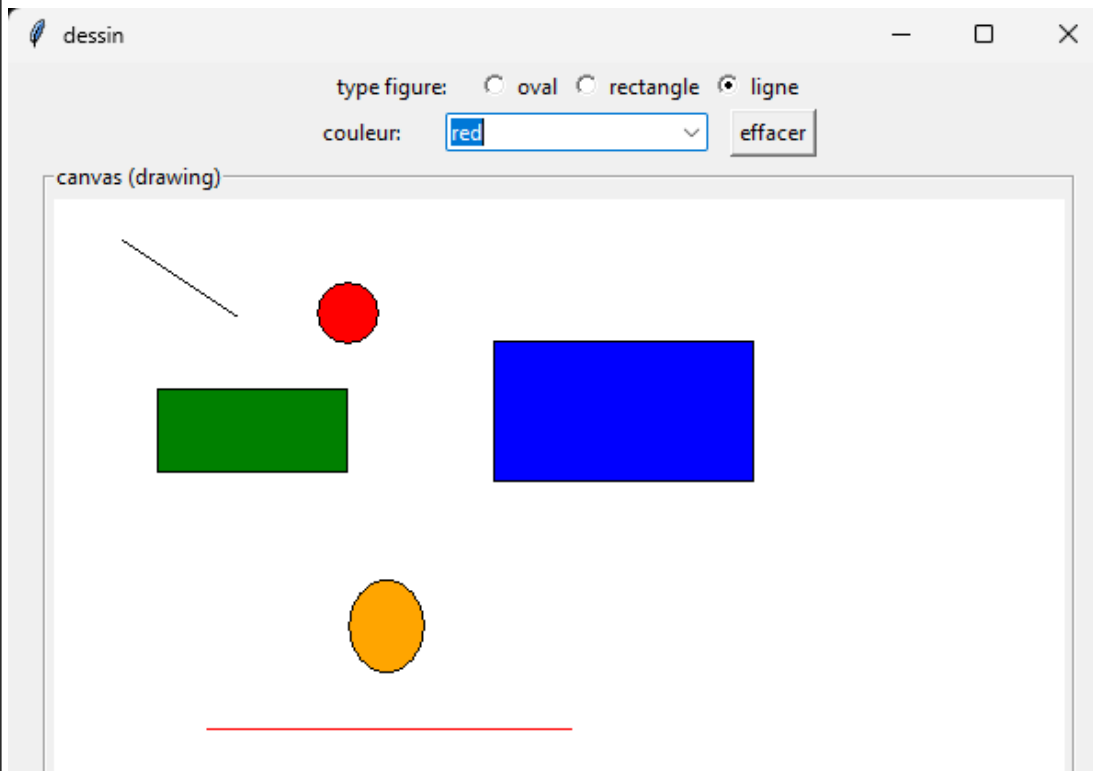 dessin
type figure: oval rectangle ligne
couleur: red effacer
canvas (drawing)